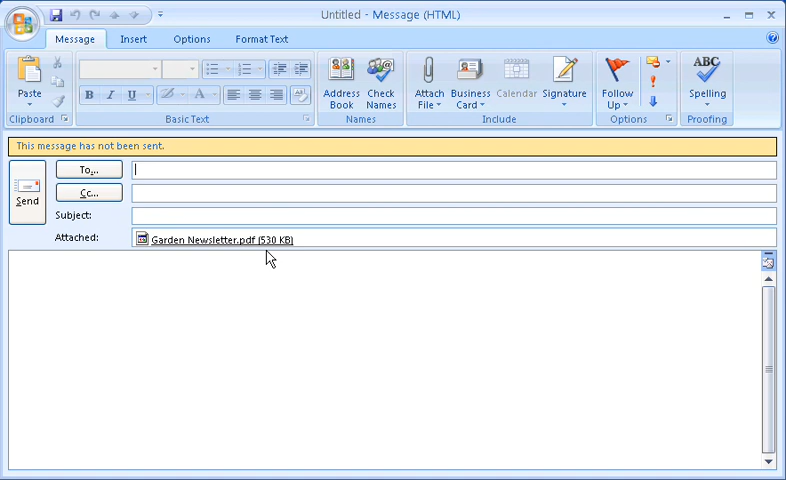 Untitled - Message (HTML)
Message Insert Options Format Text
Paste
Clipboard
B I U A
Basic Text
Address Book
Check Names
Names
Attach File
Business Card
Calendar
Signature
Include
Follow Up
Options
ABC
Spelling
Proofing
This message has not been sent.
Send
To...
Cc...
Subject:
Attached: Garden Newsletter.pdf (530 KB)